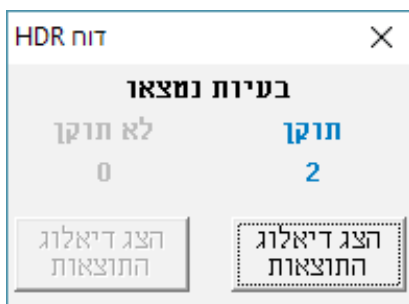 דוח HDR
בעיות נמצאו
תוקן
לא תוקן
2
0
הצג דיאלוג
התוצאות
הצג דיאלוג
התוצאות